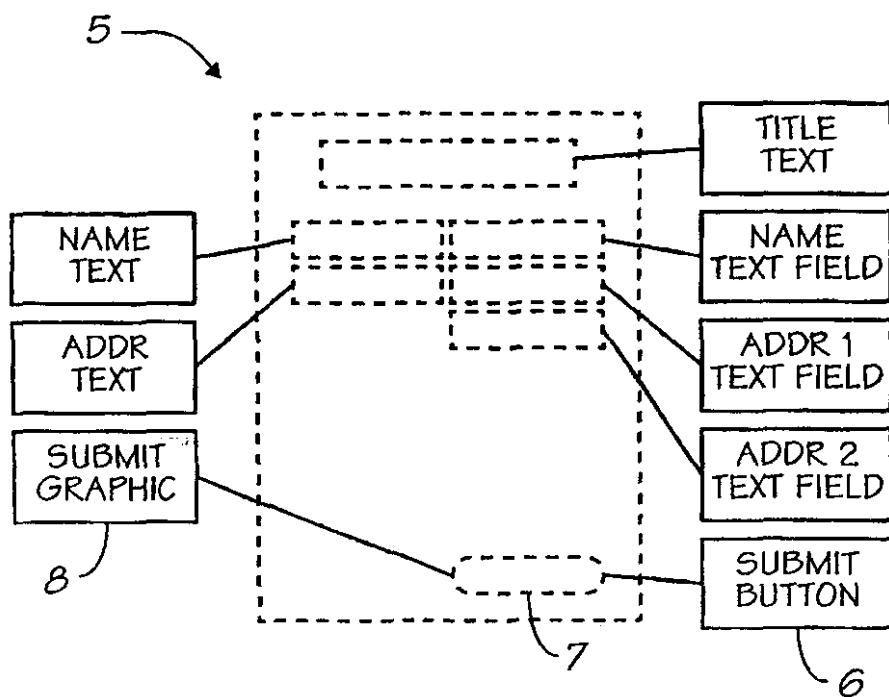 5
TITLE
TEXT
NAME
TEXT
NAME
TEXT FIELD
ADDR
TEXT
ADDR 1
TEXT FIELD
SUBMIT
GRAPHIC
ADDR 2
TEXT FIELD
8
SUBMIT
BUTTON
7
6